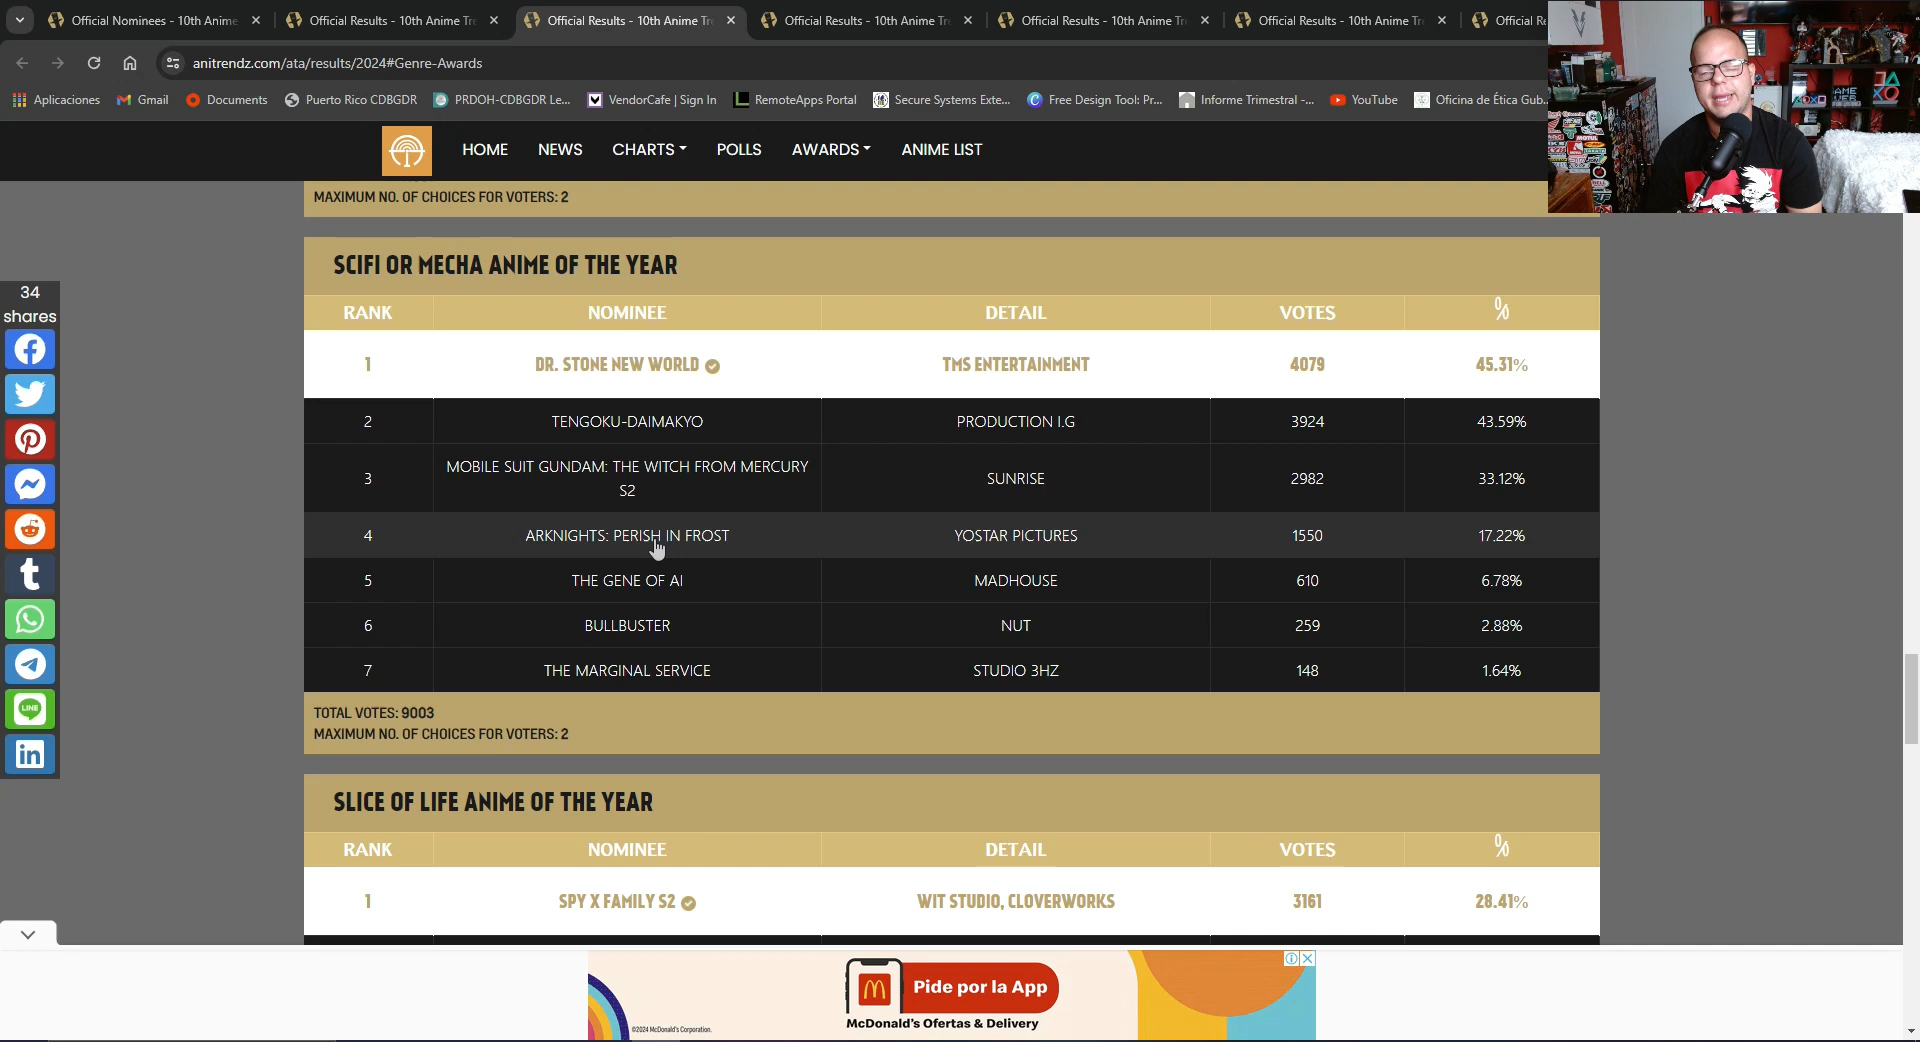 Official Nominees - 10th Anime
Official Results - 10th Anime Tr
Official Results - 10th Anime Tr
Official Results - 10th Anime Tr
Official Results - 10th Anime Tr
Official Results - 10th Anime Tr
Official Re
anitrendz.com/ata/results/2024#Genre-Awards
Aplicaciones
Gmail
Documents
Puerto Rico CDBGDR
PRDOH-CDBGDR Le...
VendorCafe | Sign In
RemoteApps Portal
Secure Systems Exte...
Free Design Tool: Pr...
Informe Trimestral -...
YouTube
Oficina de Ética Gub...
HOME NEWS CHARTS POLLS AWARDS ANIME LIST
MAXIMUM NO. OF CHOICES FOR VOTERS: 2
34
shares
SCIFI OR MECHA ANIME OF THE YEAR
RANK NOMINEE DETAIL VOTES %
1 DR. STONE NEW WORLD TMS ENTERTAINMENT 4079 45.31%
2 TENGOKU-DAIMAKYO PRODUCTION I.G 3924 43.59%
3 MOBILE SUIT GUNDAM: THE WITCH FROM MERCURY
S2 SUNRISE 2982 33.12%
4 ARKNIGHTS: PERISH IN FROST YOSTAR PICTURES 1550 17.22%
5 THE GENE OF AI MADHOUSE 610 6.78%
6 BULLBUSTER NUT 259 2.88%
7 THE MARGINAL SERVICE STUDIO 3HZ 148 1.64%
TOTAL VOTES: 9003
MAXIMUM NO. OF CHOICES FOR VOTERS: 2
LINE
in
SLICE OF LIFE ANIME OF THE YEAR
RANK NOMINEE DETAIL VOTES %
1 SPY X FAMILY S2 WIT STUDIO, CLOVERWORKS 3161 28.41%
Pide por la App
McDonald's Ofertas & Delivery
©2024 McDonald's Corporation.